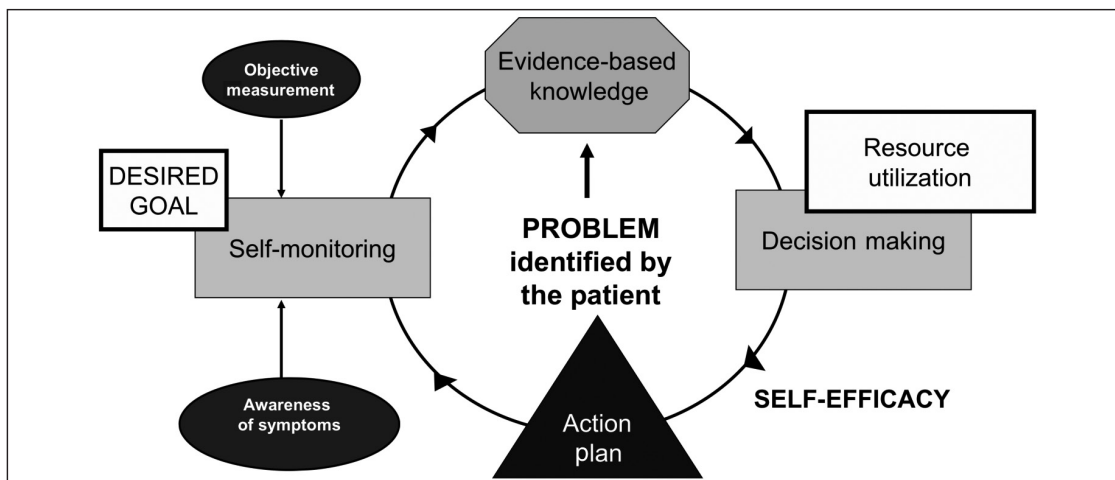 Objective
measurement
Evidence-based
knowledge
Resource
utilization
DESIRED
GOAL
Self-monitoring
PROBLEM
identified by
the patient
Decision making
Awareness
of symptoms
Action
plan
SELF-EFFICACY